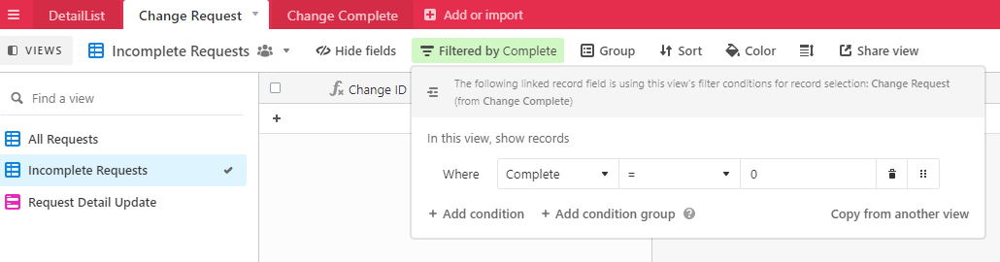 DetailList Change Request Change Complete Add or import
VIEWS Incomplete Requests Hide fields Filtered by Complete Group Sort Color Share view
Find a view
All Requests
Incomplete Requests
Request Detail Update
fx Change ID
+
The following linked record field is using this view's filter conditions for record selection: Change Request
(from Change Complete)
In this view, show records
Where Complete = 0
+ Add condition + Add condition group ? Copy from another view